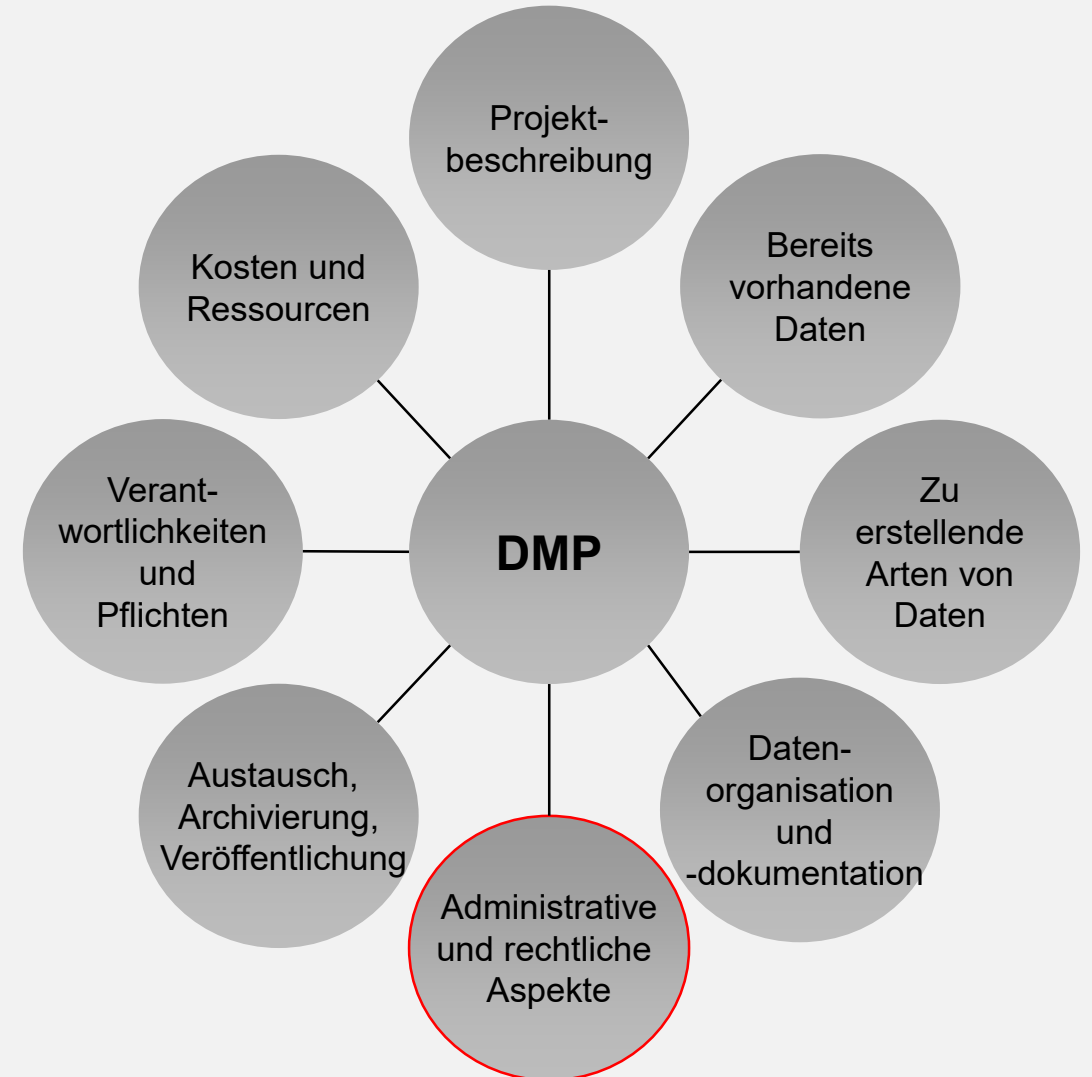 Projekt-
beschreibung
Bereits
vorhandene
Daten
Kosten und
Ressourcen
Zu
erstellende
Arten von
Daten
Verant-
wortlichkeiten
und
Pflichten
DMP
Daten-
organisation
und
-dokumentation
Austausch,
Archivierung,
Veröffentlichung
Administrative
und rechtliche
Aspekte